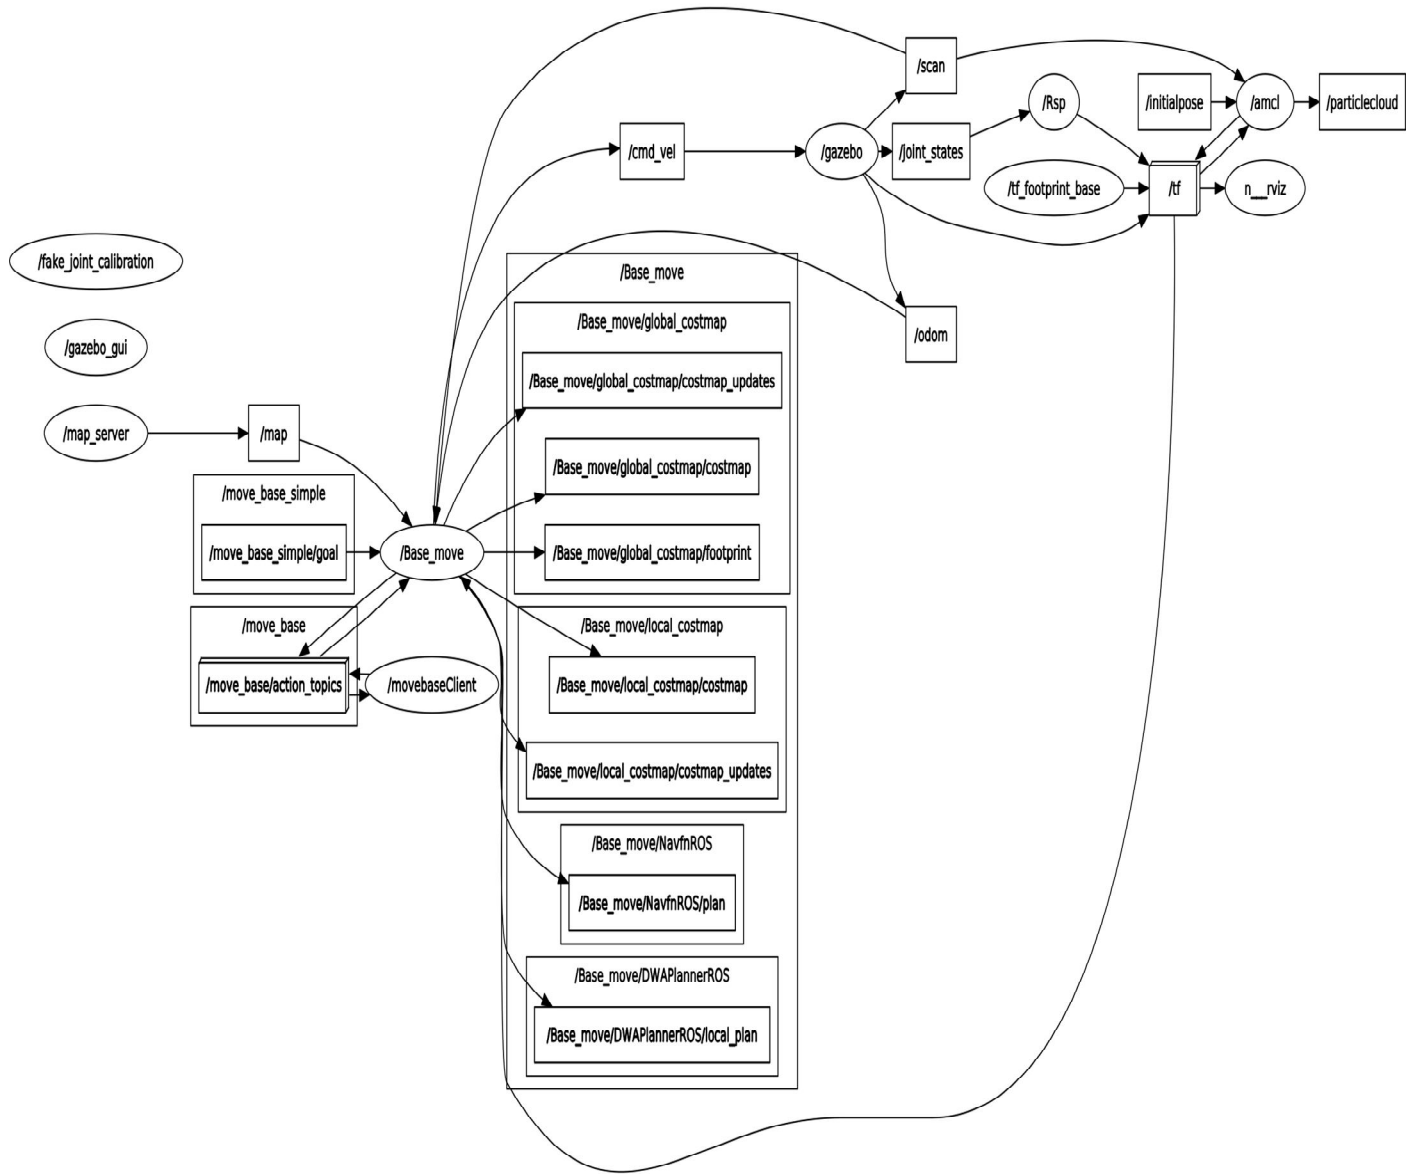 /scan
/Rsp
/initialpose
/amcl
/particlecloud
/cmd_vel
/gazebo
/joint_states
/tf_footprint_base
/tf
n__rviz
/fake_joint_calibration
/Base_move
/Base_move/global_costmap
/odom
/gazebo_gui
/Base_move/global_costmap/costmap_updates
/map_server
/map
/Base_move/global_costmap/costmap
/move_base_simple
/move_base_simple/goal
/Base_move
/Base_move/global_costmap/footprint
/move_base
/Base_move/local_costmap
/move_base/action_topics
/movebaseClient
/Base_move/local_costmap/costmap
/Base_move/local_costmap/costmap_updates
/Base_move/NavfnROS
/Base_move/NavfnROS/plan
/Base_move/DWAPlannerROS
/Base_move/DWAPlannerROS/local_plan